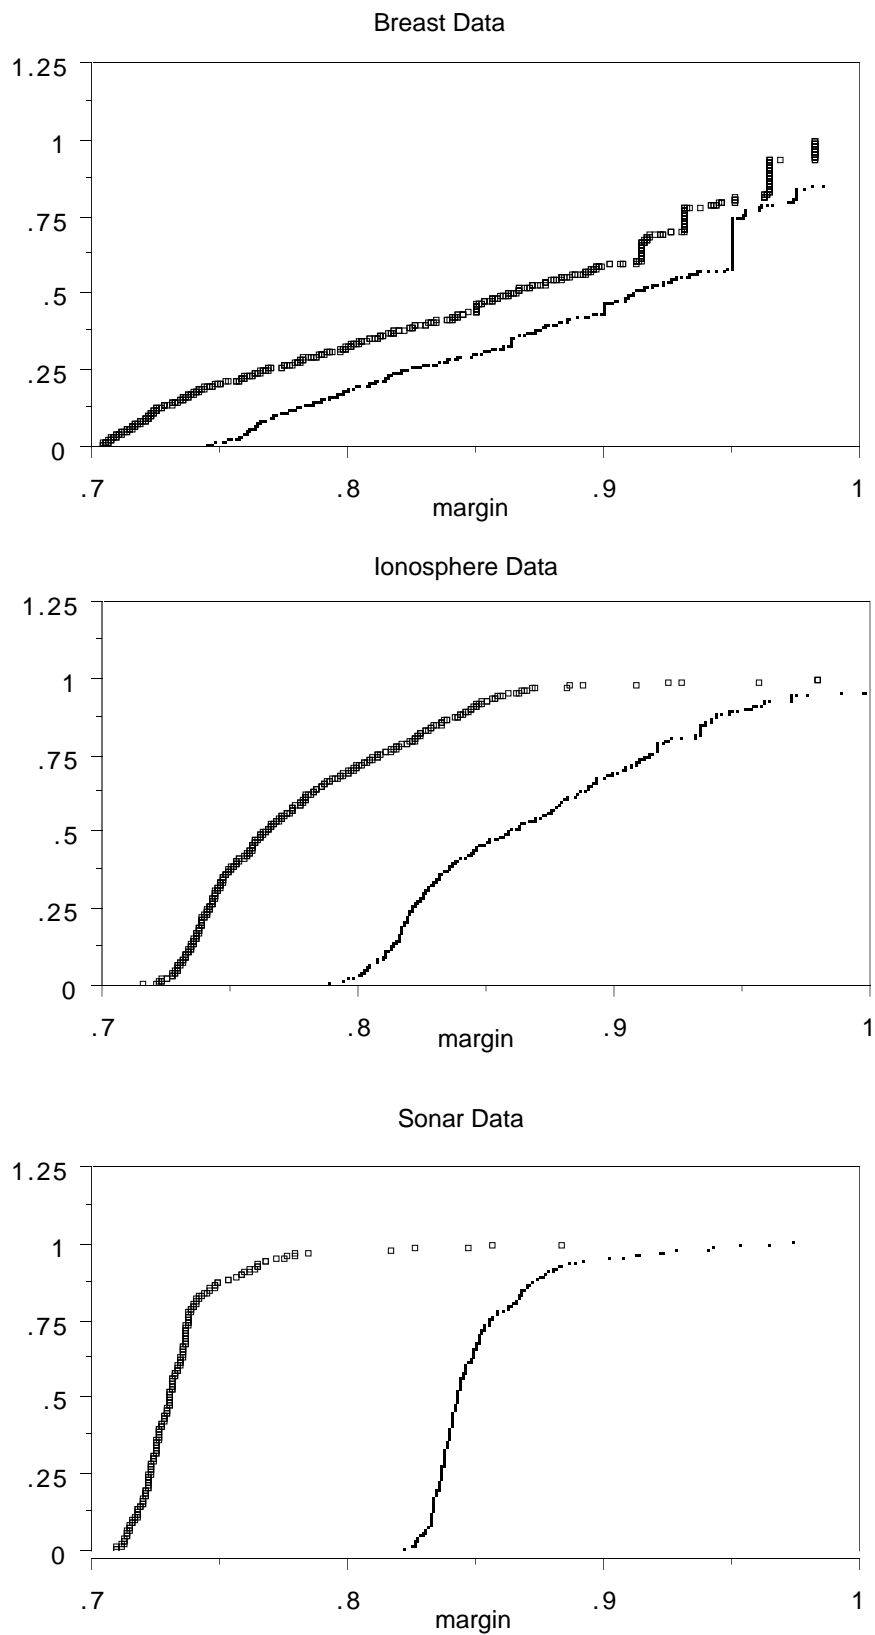 Breast Data
1.25
1
.75
.5
.25
0
.7 .8 .9 1
margin
Ionosphere Data
1.25
1
.75
.5
.25
0
.7 .8 .9 1
margin
Sonar Data
1.25
1
.75
.5
.25
0
.7 .8 .9 1
margin